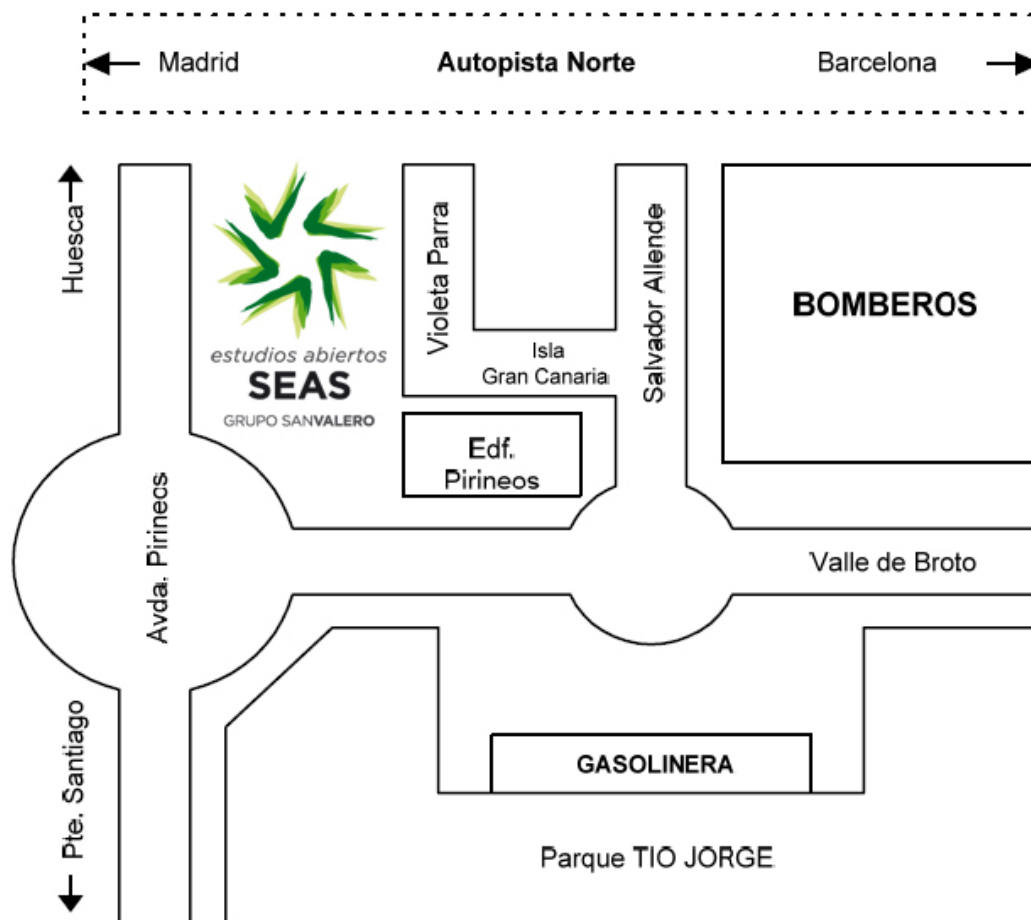 Madrid
Autopista Norte
Barcelona
Huesca
Violeta Parra
Salvador Allende
BOMBEROS
Isla
Gran Canaria
estudios abiertos
SEAS
GRUPO SANVALERO
Edf.
Pirineos
Avda. Pirineos
Valle de Broto
Pte. Santiago
GASOLINERA
Parque TIO JORGE